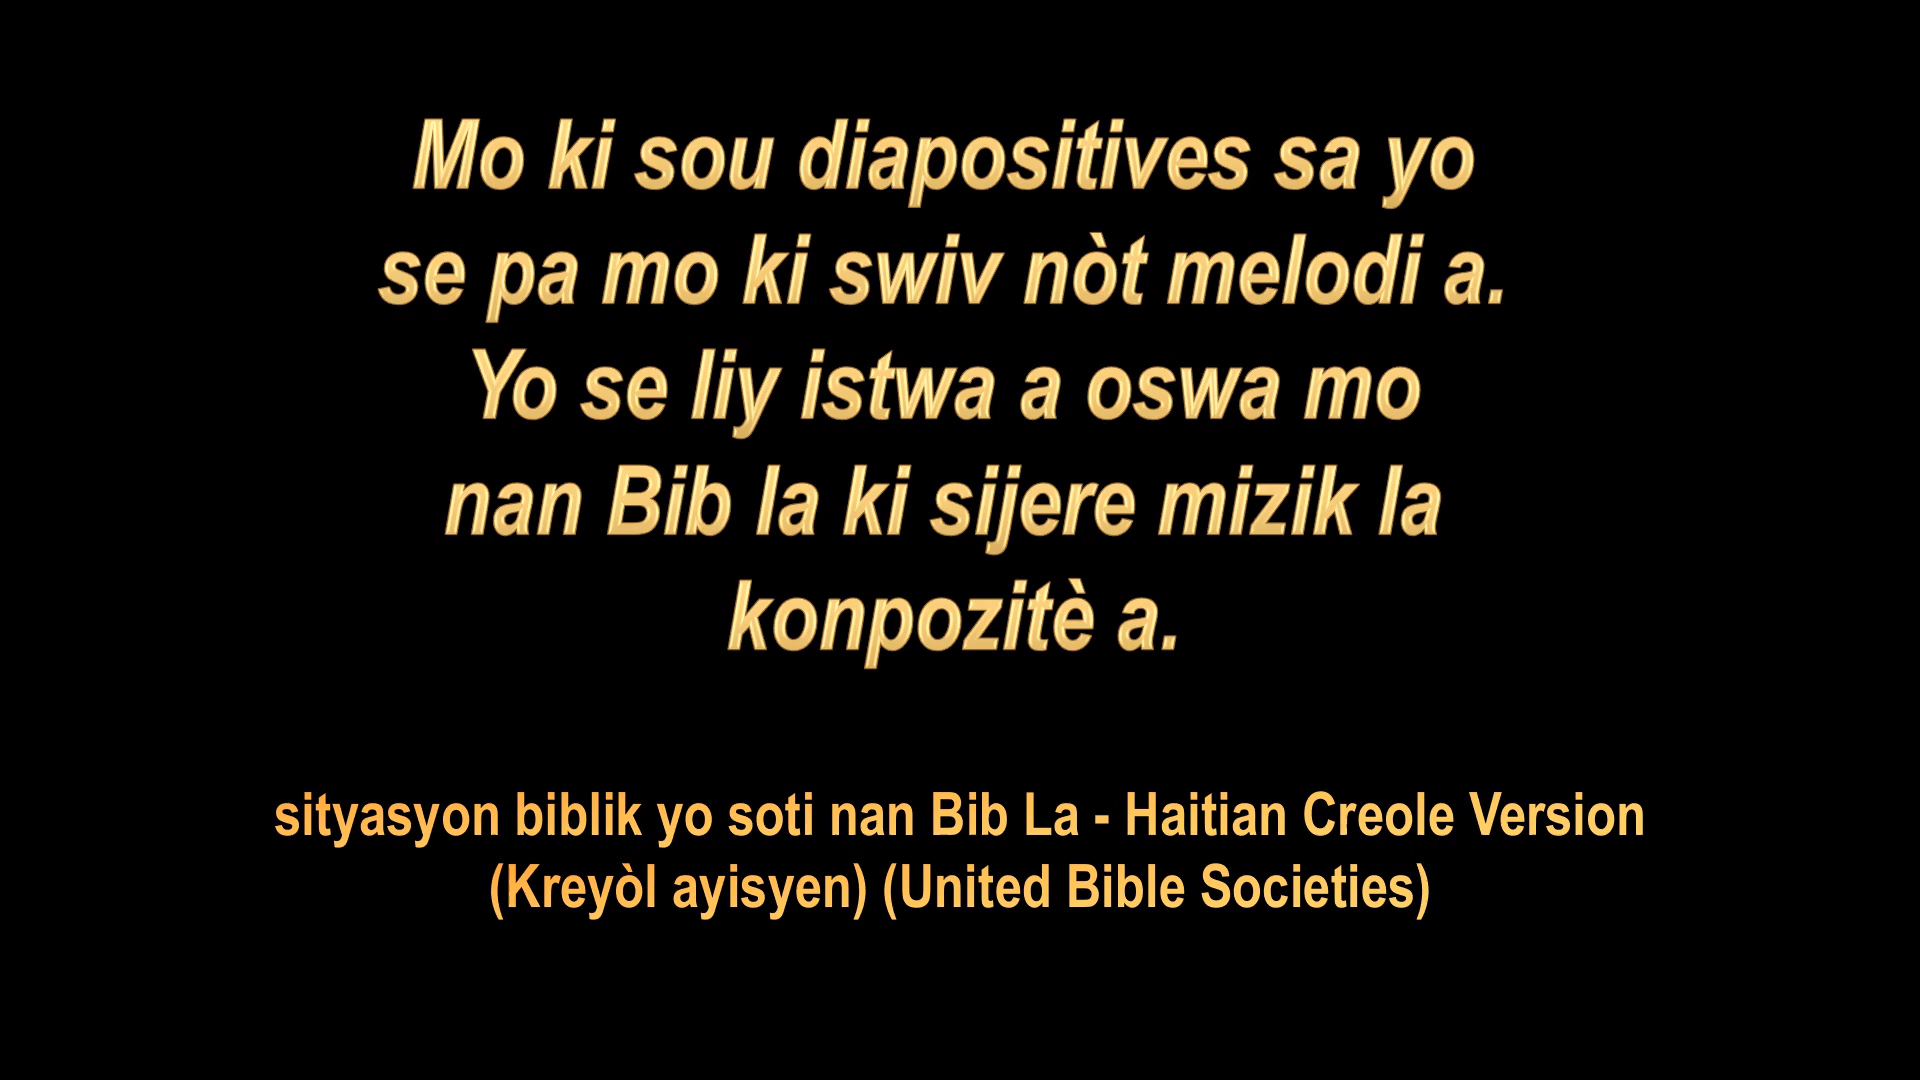 Mo ki sou diapositives sa yo
se pa mo ki swiv nòt melodi a.
Yo se liy istwa a oswa mo
nan Bib la ki sijere mizik la
konpozitè a.
sityasyon biblik yo soti nan Bib La - Haitian Creole Version
(Kreyòl ayisyen) (United Bible Societies)